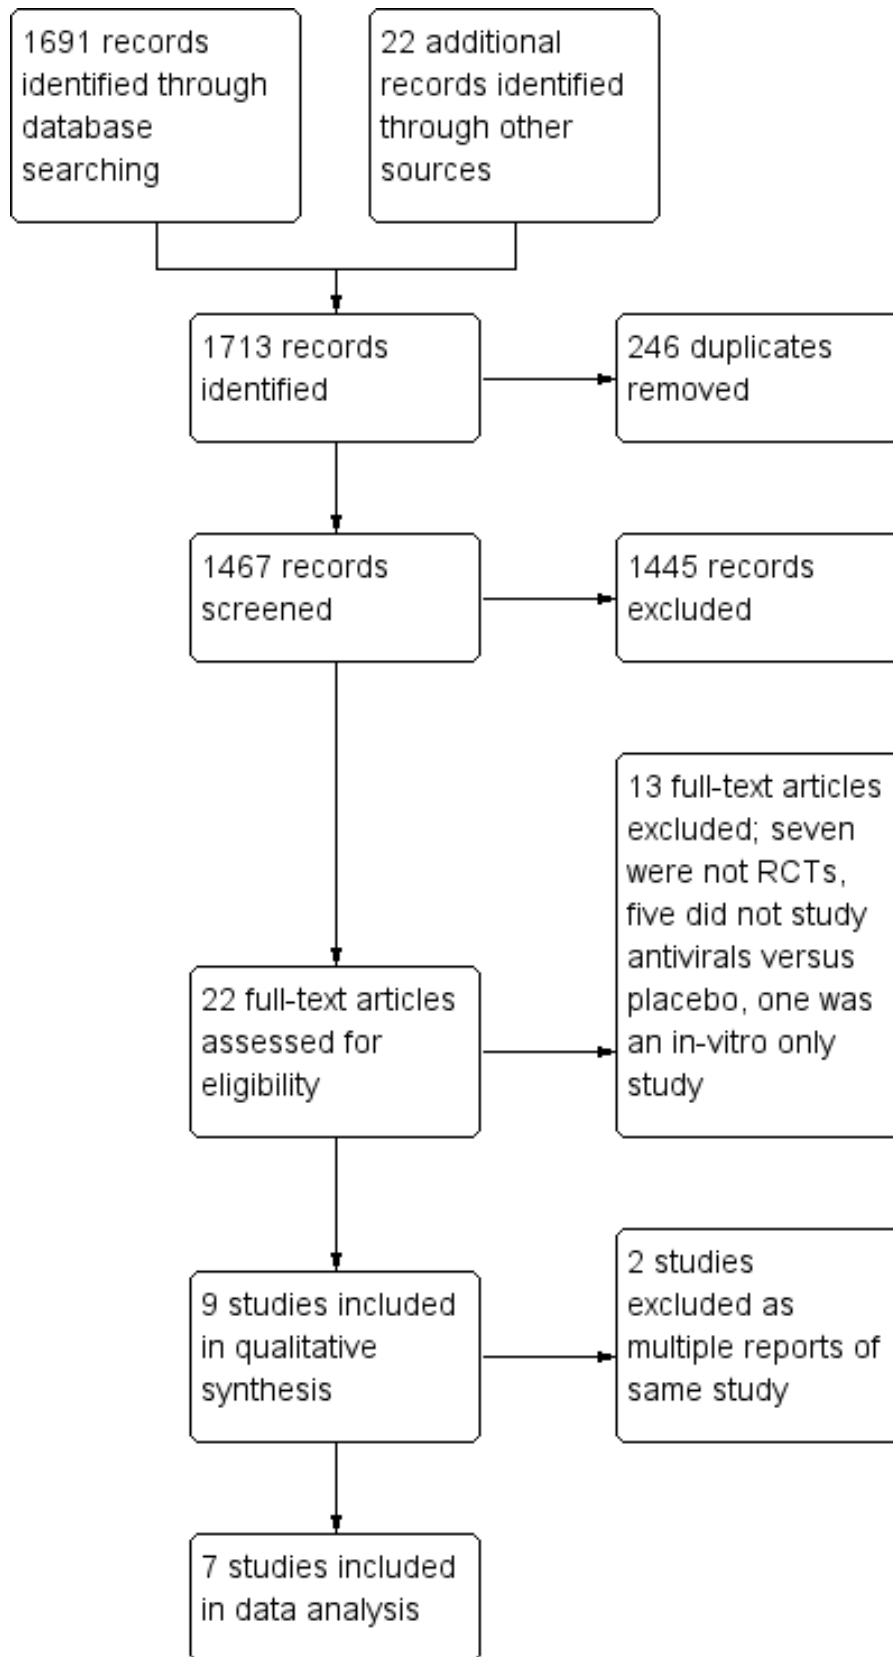 1691 records
identified through
database
searching
22 additional
records identified
through other
sources
1713 records
identified
246 duplicates
removed
1467 records
screened
1445 records
excluded
22 full-text articles
assessed for
eligibility
13 full-text articles
excluded; seven
were not RCTs,
five did not study
antivirals versus
placebo, one was
an in-vitro only
study
9 studies included
in qualitative
synthesis
2 studies
excluded as
multiple reports of
same study
7 studies included
in data analysis